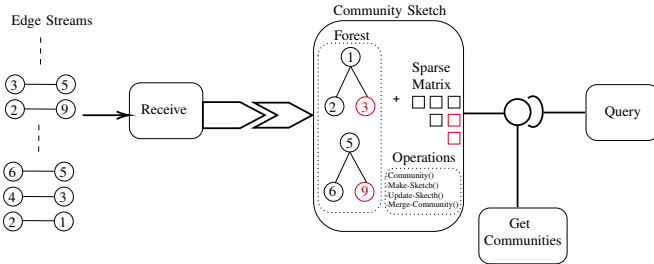 Edge Streams
3 5
2 9
6 5
4 3
2 1
Receive
Community Sketch
Forest
1
2 3
5
6 9
+
Sparse
Matrix
Operations
-Community()
-Make-Sketch()
-Update-Skecth()
-Merge-Community()
Query
Get
Communities